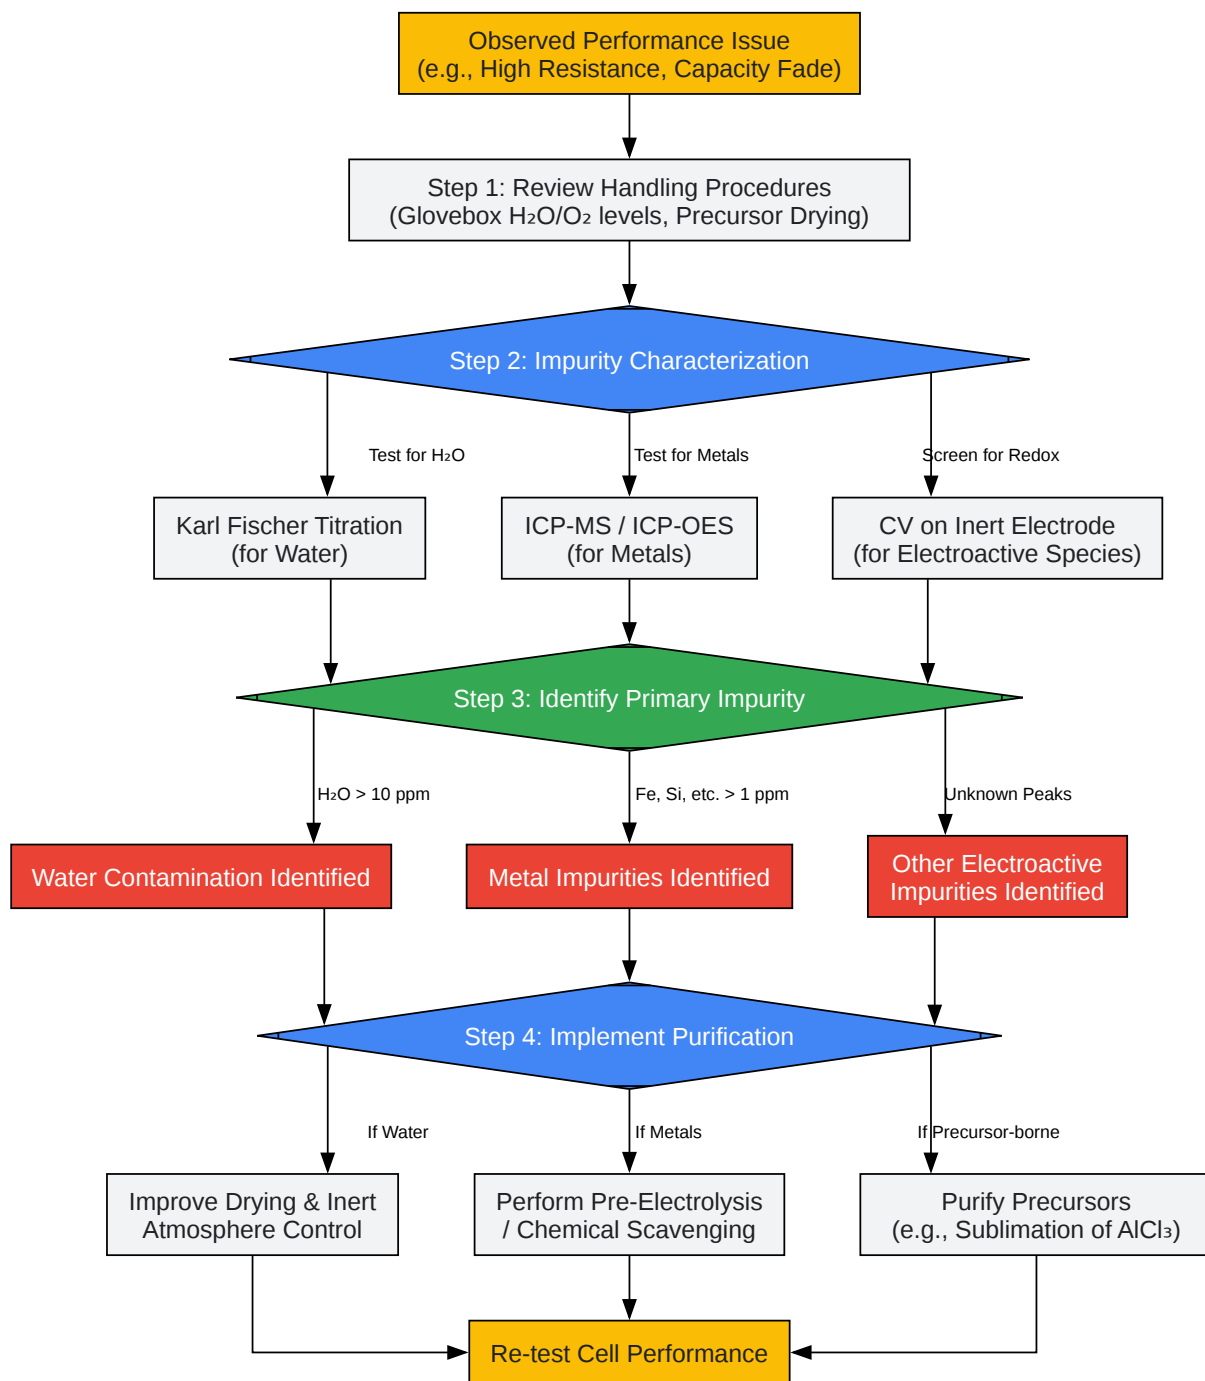 Observed Performance Issue
(e.g., High Resistance, Capacity Fade)
Step 1: Review Handling Procedures
(Glovebox H₂O/O₂ levels, Precursor Drying)
Step 2: Impurity Characterization
Test for H₂O
Test for Metals
Screen for Redox
Karl Fischer Titration
(for Water)
ICP-MS / ICP-OES
(for Metals)
CV on Inert Electrode
(for Electroactive Species)
Step 3: Identify Primary Impurity
H₂O > 10 ppm
Fe, Si, etc. > 1 ppm
Unknown Peaks
Water Contamination Identified
Metal Impurities Identified
Other Electroactive
Impurities Identified
Step 4: Implement Purification
If Water
If Metals
If Precursor-borne
Improve Drying & Inert
Atmosphere Control
Perform Pre-Electrolysis
/ Chemical Scavenging
Purify Precursors
(e.g., Sublimation of AlCl₃)
Re-test Cell Performance